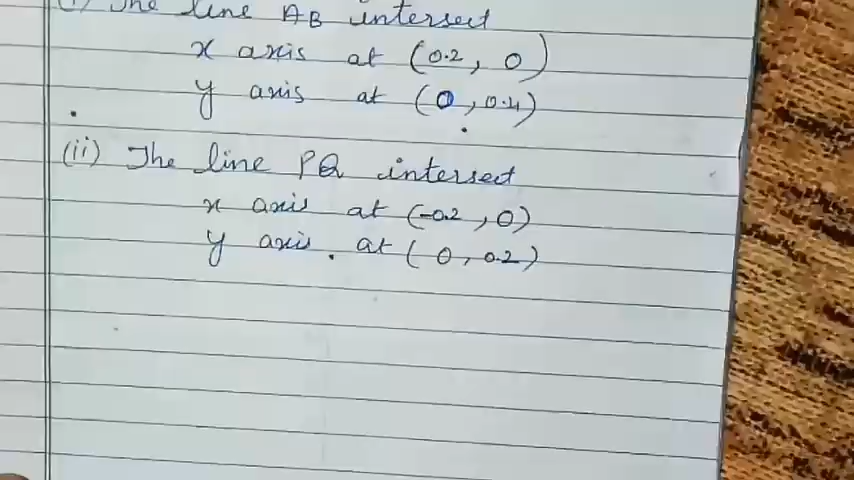 (i) The line AB intersect
x axis at (0.2, 0)
y axis at (0, 0.4)
(ii) The line PQ intersect
x axis at (-0.2, 0)
y axis. at (0, 0.2)